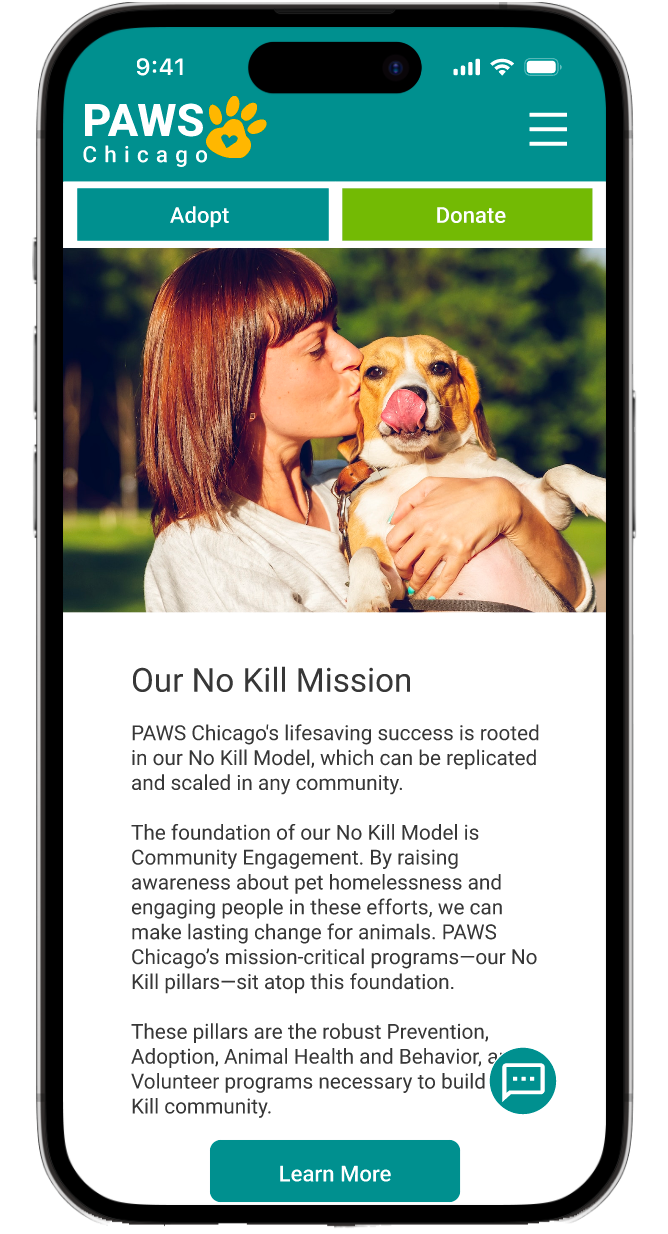 9:41
PAWS
Chicago
Adopt
Donate
Our No Kill Mission
PAWS Chicago's lifesaving success is rooted
in our No Kill Model, which can be replicated
and scaled in any community.
The foundation of our No Kill Model is
Community Engagement. By raising
awareness about pet homelessness and
engaging people in these efforts, we can
make lasting change for animals. PAWS
Chicago’s mission-critical programs—our No
Kill pillars—sit atop this foundation.
These pillars are the robust Prevention,
Adoption, Animal Health and Behavior,
Volunteer programs necessary to build
Kill community.
Learn More